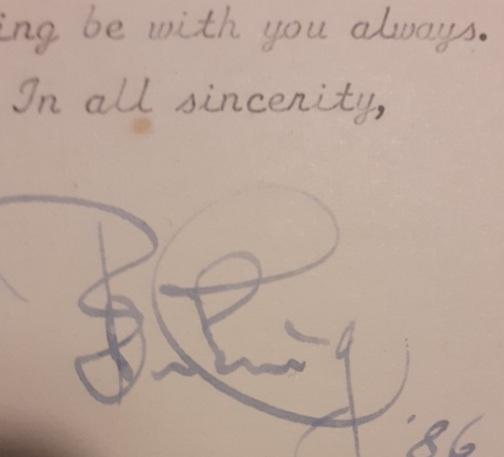 ing be with you always.
In all sincerity,
'86